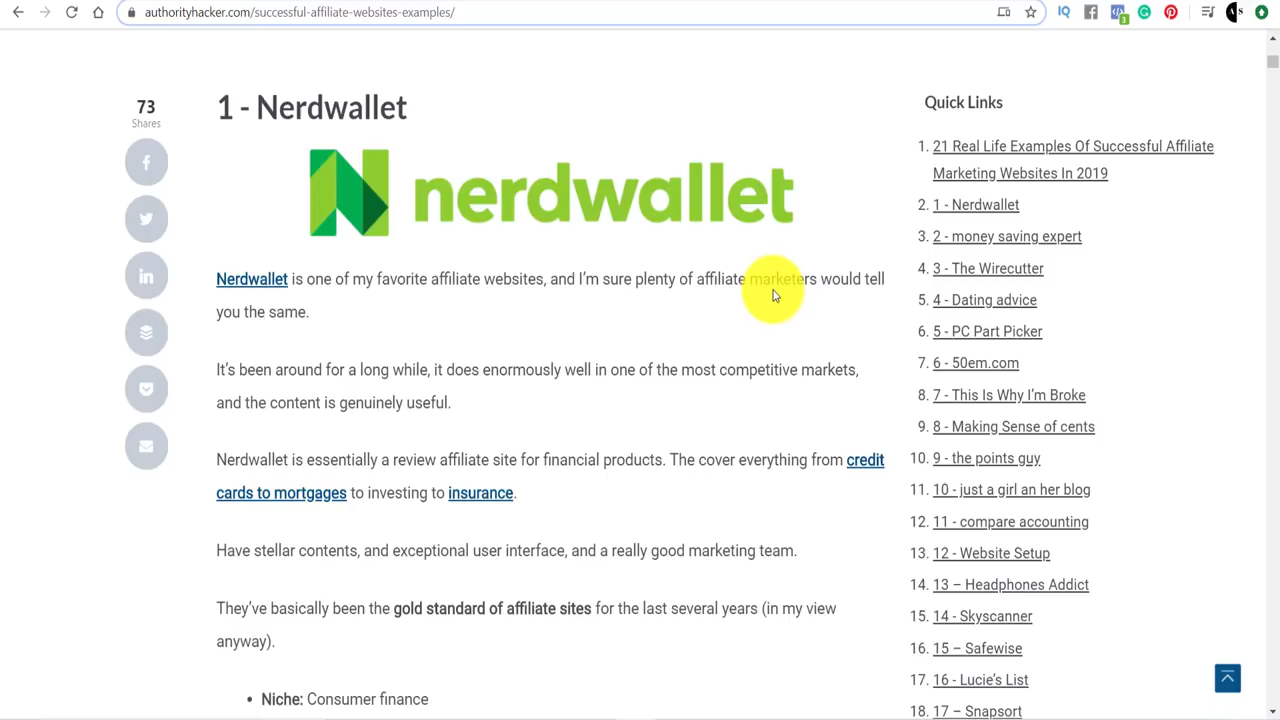 authorityhacker.com/successful-affiliate-websites-examples/
3
73
Shares
1 - Nerdwallet
nerdwallet
Nerdwallet is one of my favorite affiliate websites, and I'm sure plenty of affiliate marketers would tell
you the same.
It's been around for a long while, it does enormously well in one of the most competitive markets,
and the content is genuinely useful.
Nerdwallet is essentially a review affiliate site for financial products. The cover everything from credit
cards to mortgages to investing to insurance.
Have stellar contents, and exceptional user interface, and a really good marketing team.
They've basically been the gold standard of affiliate sites for the last several years (in my view
anyway).
• Niche: Consumer finance
Quick Links
1. 21 Real Life Examples Of Successful Affiliate
Marketing Websites In 2019
2. 1 - Nerdwallet
3. 2 - money saving expert
4. 3 - The Wirecutter
5. 4 - Dating advice
6. 5 - PC Part Picker
7. 6 - 50em.com
8. 7 - This Is Why I'm Broke
9. 8 - Making Sense of cents
10. 9 - the points guy
11. 10 - just a girl an her blog
12. 11 - compare accounting
13. 12 - Website Setup
14. 13 – Headphones Addict
15. 14 - Skyscanner
16. 15 – Safewise
17. 16 - Lucie's List
18. 17 – Snapsort